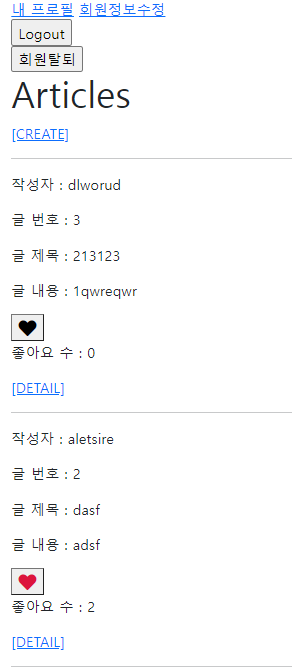 내 프로필 회원정보수정
Logout
회원탈퇴
Articles
[CREATE]
작성자 : dlworud
글 번호 : 3
글 제목 : 213123
글 내용 : 1qwreqwr
좋아요 수 : 0
[DETAIL]
작성자 : aletsire
글 번호 : 2
글 제목 : dasf
글 내용 : adsf
좋아요 수 : 2
[DETAIL]